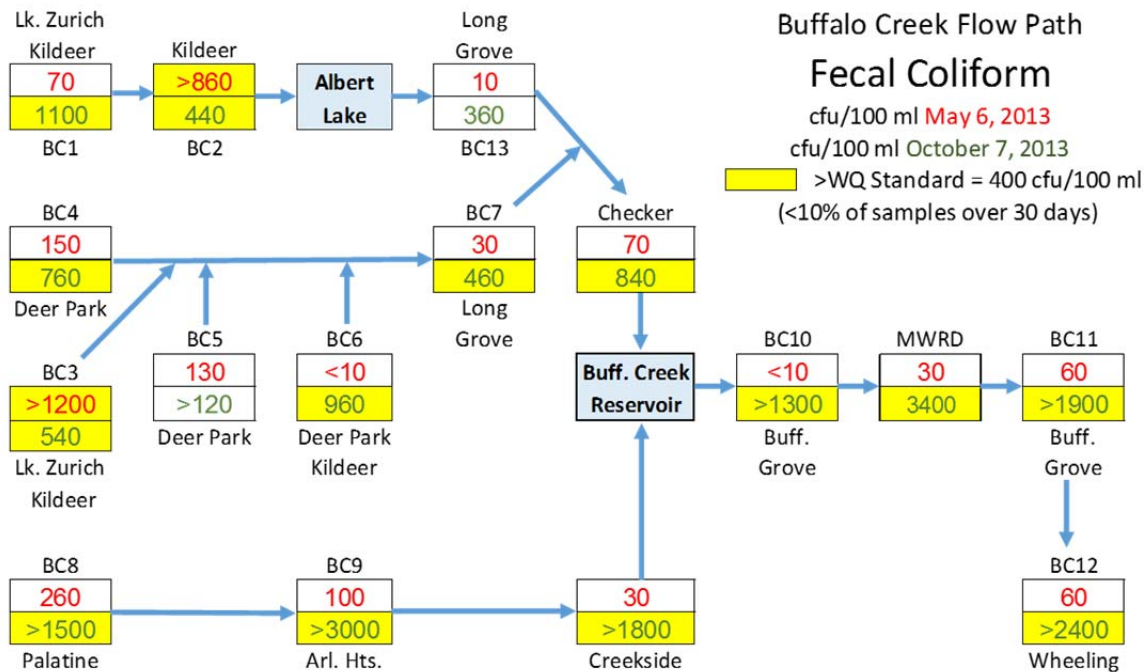 Buffalo Creek Flow Path
Fecal Coliform
cfu/100 ml May 6, 2013
cfu/100 ml October 7, 2013
>WQ Standard = 400 cfu/100 ml
(<10% of samples over 30 days)
Lk. Zurich
Kildeer
70
1100
BC1
Kildeer
>860
440
BC2
Albert
Lake
Long
Grove
10
360
BC13
BC4
150
760
Deer Park
BC7
30
460
Long
Grove
Checker
70
840
BC3
>1200
540
Lk. Zurich
Kildeer
BC5
130
>120
Deer Park
BC6
<10
960
Deer Park
Kildeer
Buff. Creek
Reservoir
BC10
<10
>1300
Buff.
Grove
MWRD
30
3400
BC11
60
>1900
Buff.
Grove
BC8
260
>1500
Palatine
BC9
100
>3000
Arl. Hts.
30
>1800
Creekside
BC12
60
>2400
Wheeling